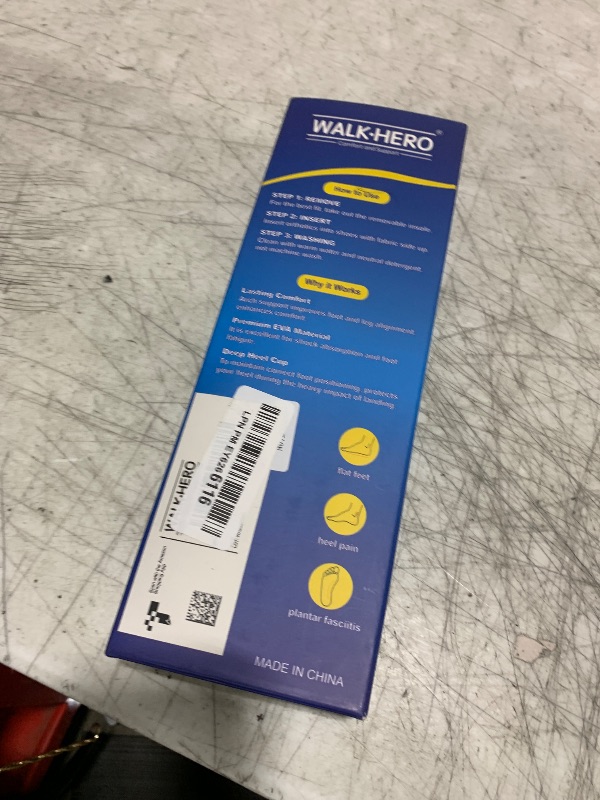 WALK·HERO®
Comfort and Support
How to Use
STEP 1: REMOVE
For the best fit, take out the removable insole.
STEP 2: INSERT
Insert orthotics into shoes with fabric side up.
STEP 3: WASHING
Clean with warm water and neutral detergent,
not machine wash.
Why it Works
Lasting Comfort
Arch support improves foot and leg alignment,
enhances comfort.
Premium EVA Material
It is excellent for shock absorption and foot
fatigue.
Deep Heel Cup
To maintain correct foot positioning, protects
your heel during the heavy impact of landing
LPN PM EY626 6116
HERO
flat feet
heel pain
plantar fasciitis
MADE IN CHINA